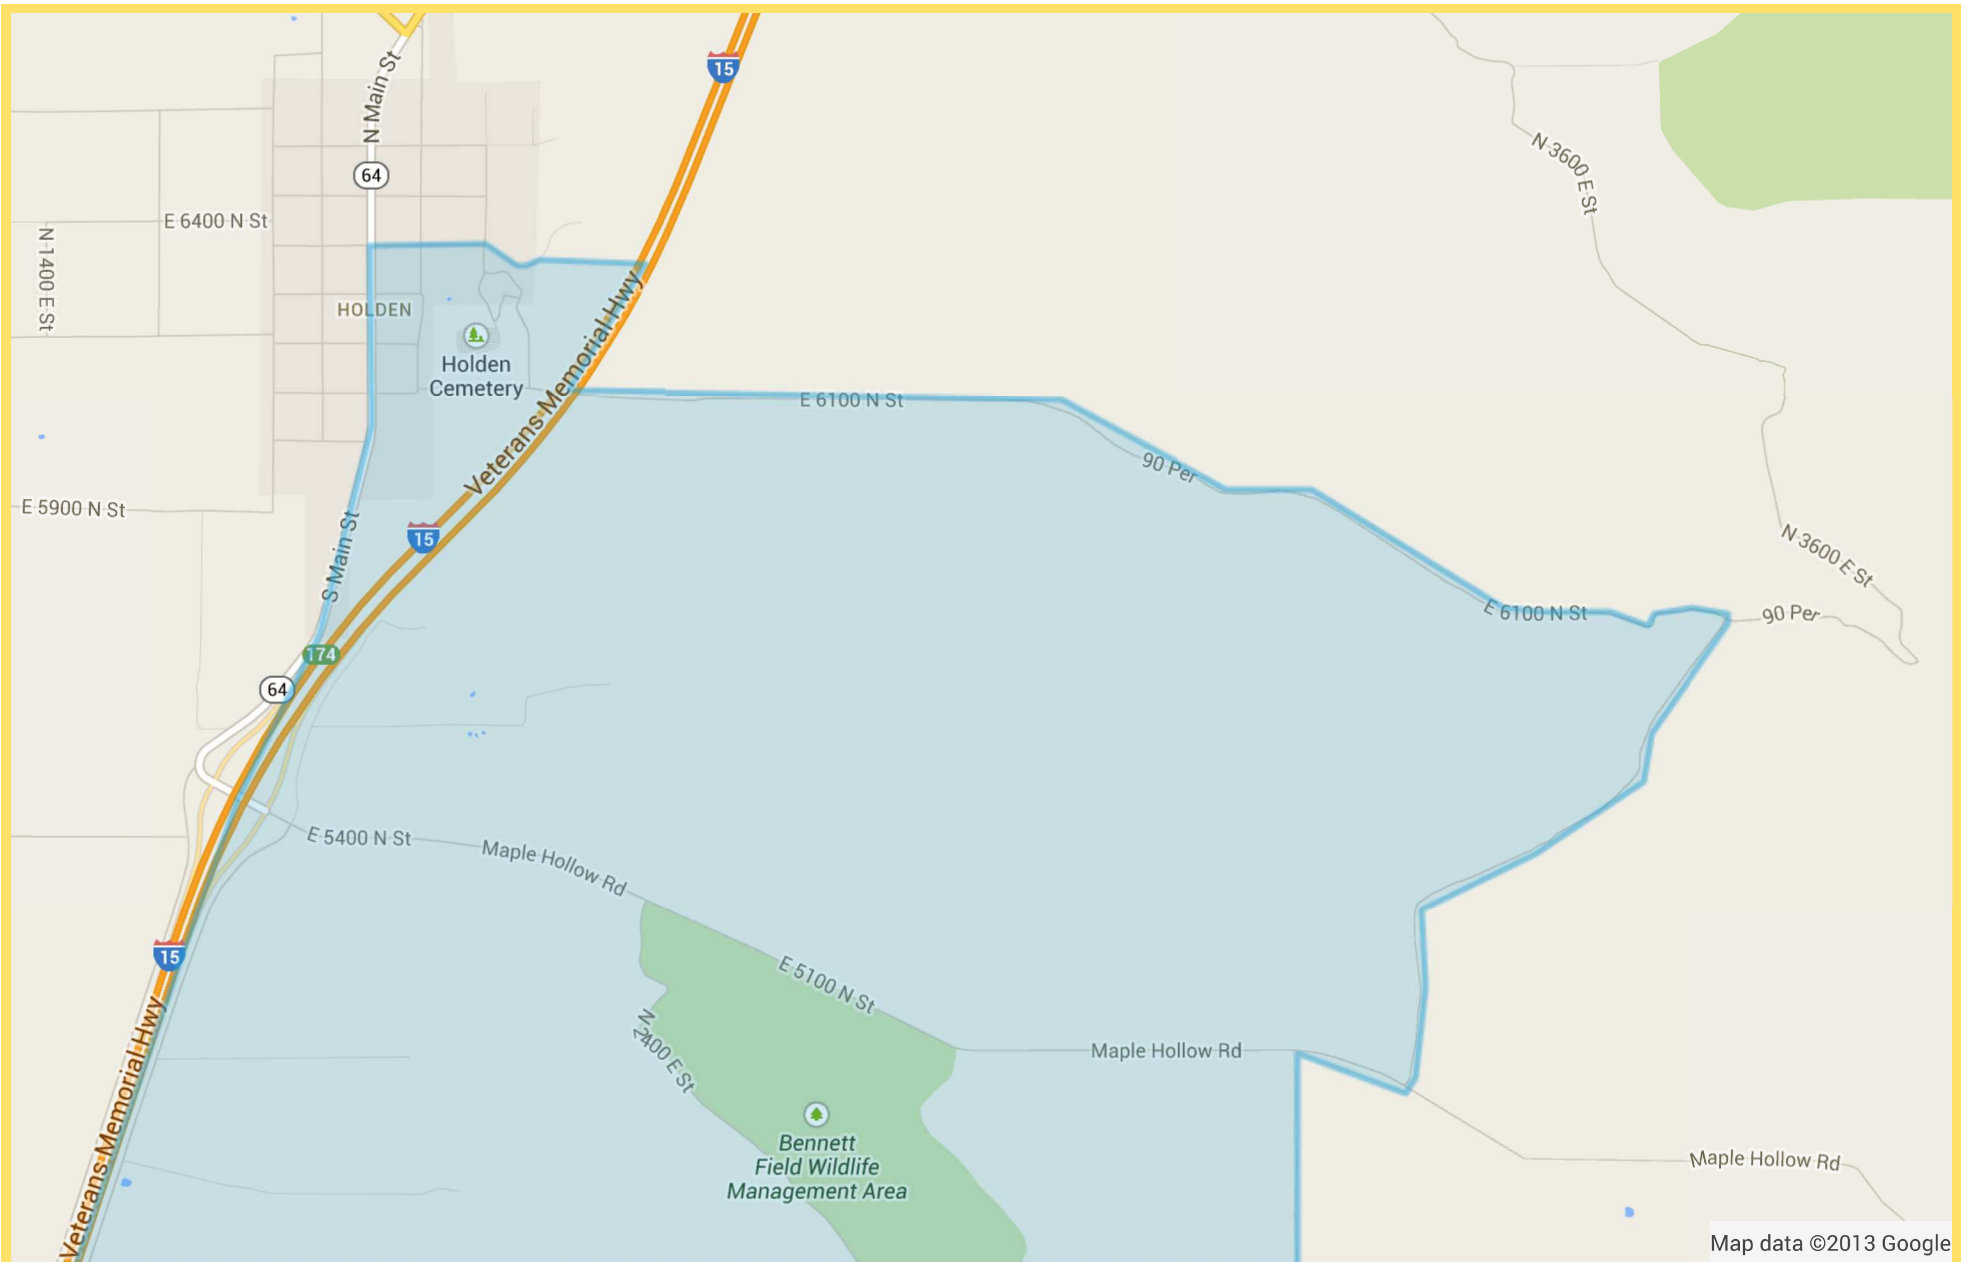 15
N Main St
N 3600 E St
64
E 6400 N St
N 1400 E St
HOLDEN
Holden
Cemetery
Veterans Memorial Hwy
E 6100 N St
90 Per
E 5900 N St
15
S Main St
N 3600 E St
E 6100 N St
90 Per
174
64
E 5400 N St
Maple Hollow Rd
15
E 5100 N St
N
2400 E St
Maple Hollow Rd
Veterans Memorial Hwy
Bennett
Field Wildlife
Management Area
Maple Hollow Rd
Map data ©2013 Google